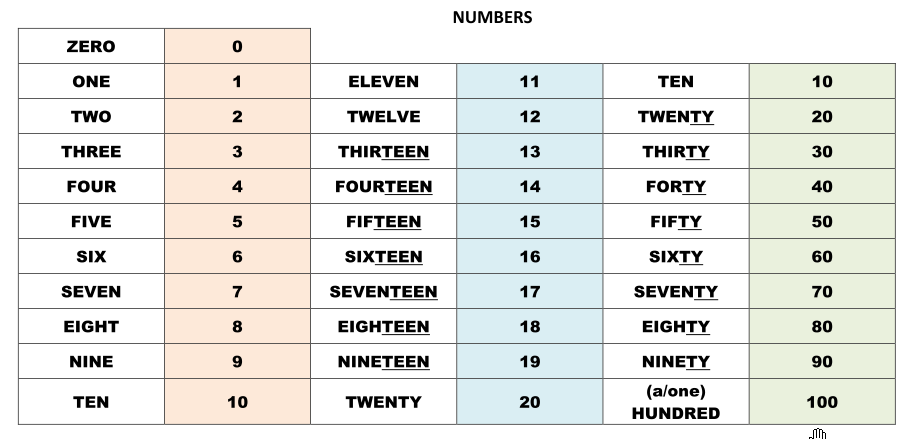 NUMBERS
ZERO 0
ONE 1 ELEVEN 11 TEN 10
TWO 2 TWELVE 12 TWENTY 20
THREE 3 THIRTEEN 13 THIRTY 30
FOUR 4 FOURTEEN 14 FORTY 40
FIVE 5 FIFTEEN 15 FIFTY 50
SIX 6 SIXTEEN 16 SIXTY 60
SEVEN 7 SEVENTEEN 17 SEVENTY 70
EIGHT 8 EIGHTEEN 18 EIGHTY 80
NINE 9 NINETEEN 19 NINETY 90
TEN 10 TWENTY 20 (a/one) HUNDRED 100